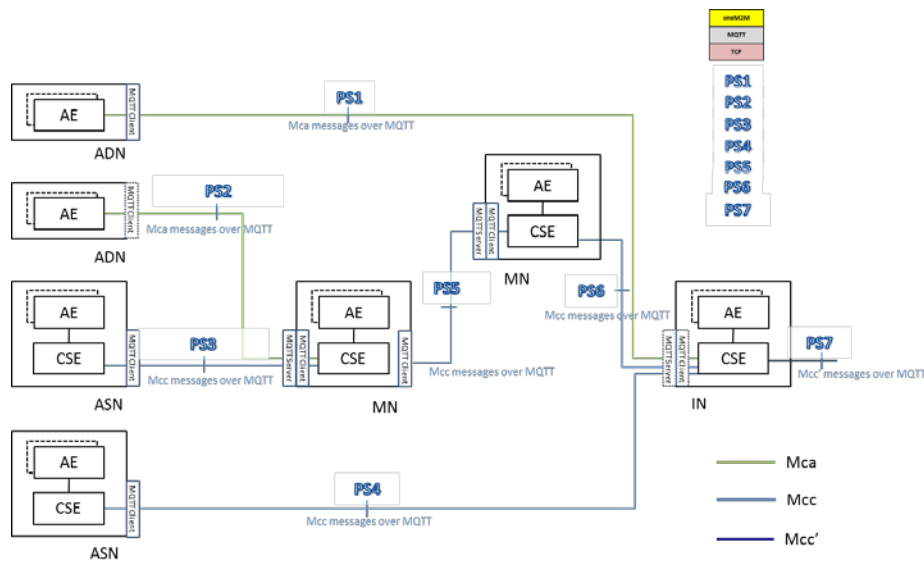 oneM2M
MQTT
TCP
PS1
PS2
PS3
PS4
PS5
PS6
PS7
AE
MQTT Client
ADN
PS1
Mca messages over MQTT
AE
MQTT Client
ADN
PS2
Mca messages over MQTT
AE
CSE
MQTT Client
ASN
PS3
Mcc messages over MQTT
AE
CSE
MQTT Server
MQTT Client
MQTT Client
MN
PS5
Mcc messages over MQTT
AE
CSE
MQTT Server
MQTT Client
MN
PS6
Mcc messages over MQTT
AE
CSE
MQTT Server
MQTT Client
IN
PS7
Mcc' messages over MQTT
AE
CSE
MQTT Client
ASN
PS4
Mcc messages over MQTT
Mca
Mcc
Mcc'